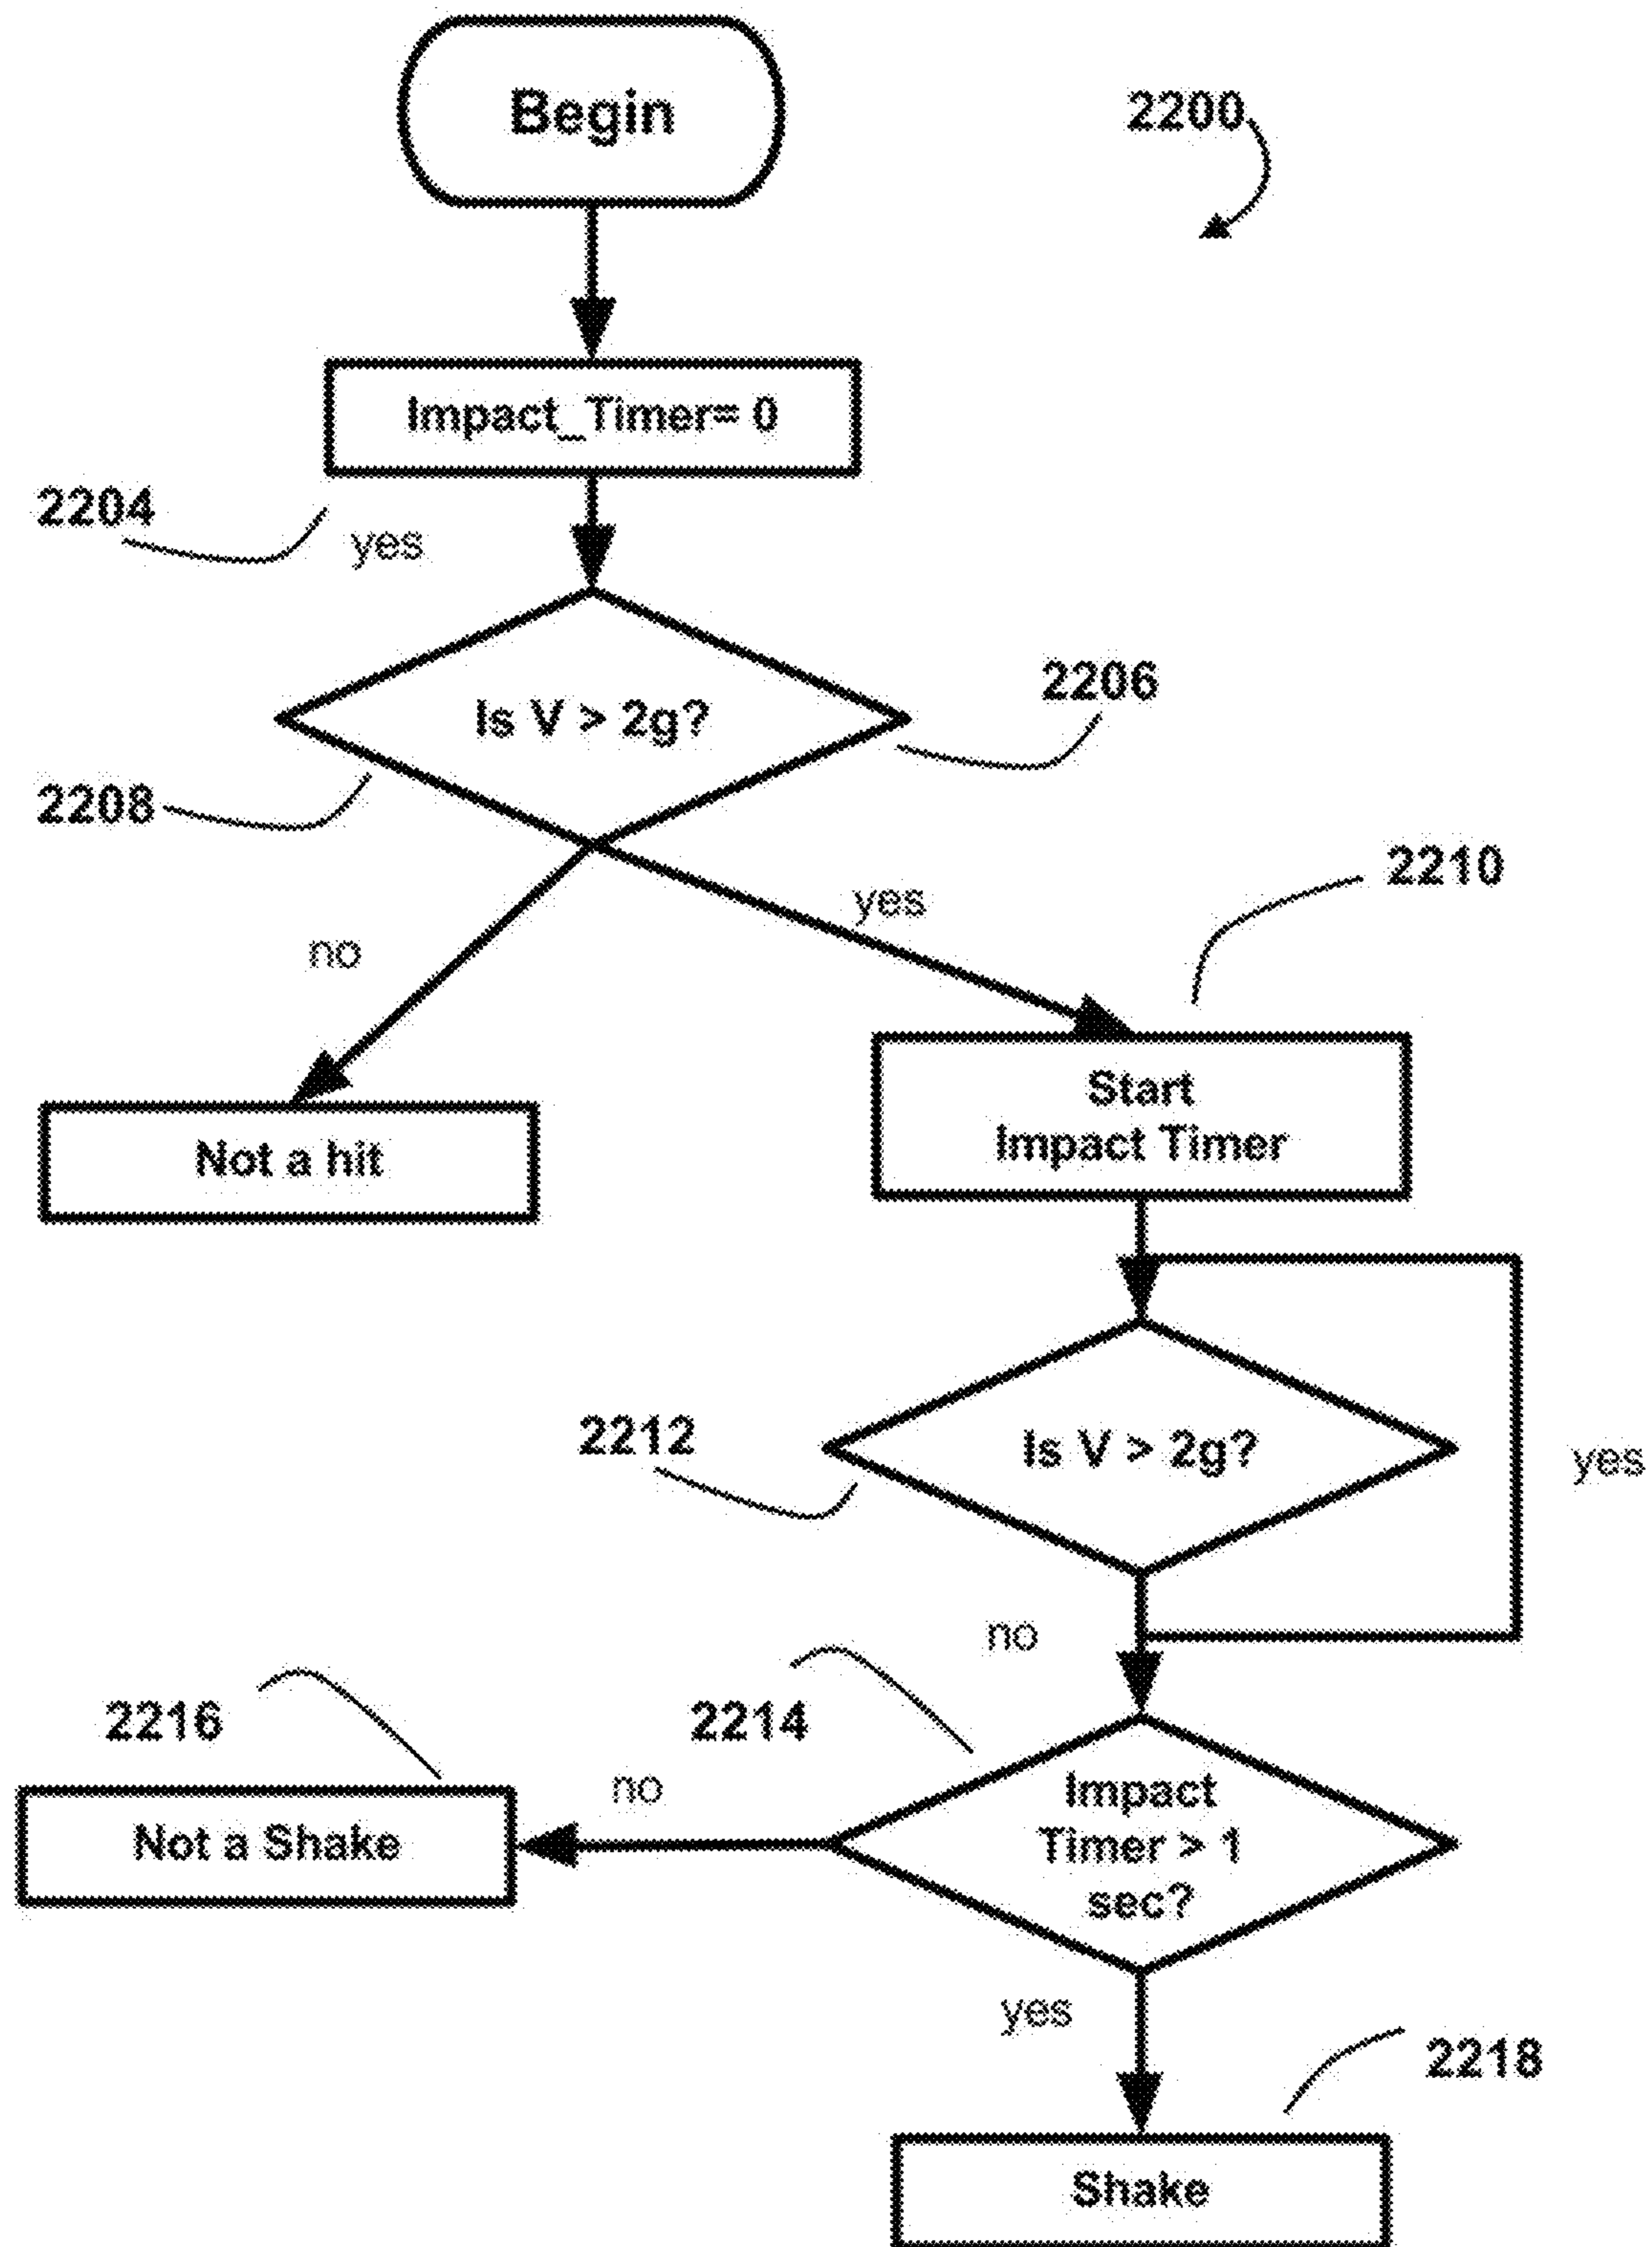 Begin
2200
Impact_Timer= 0
2204
yes
Is V > 2g?
2206
2208
yes
2210
no
Start
Impact Timer
Not a hit
2212
Is V > 2g?
yes
no
2216
2214
no
Impact
Timer > 1
sec?
Not a Shake
yes
2218
Shake